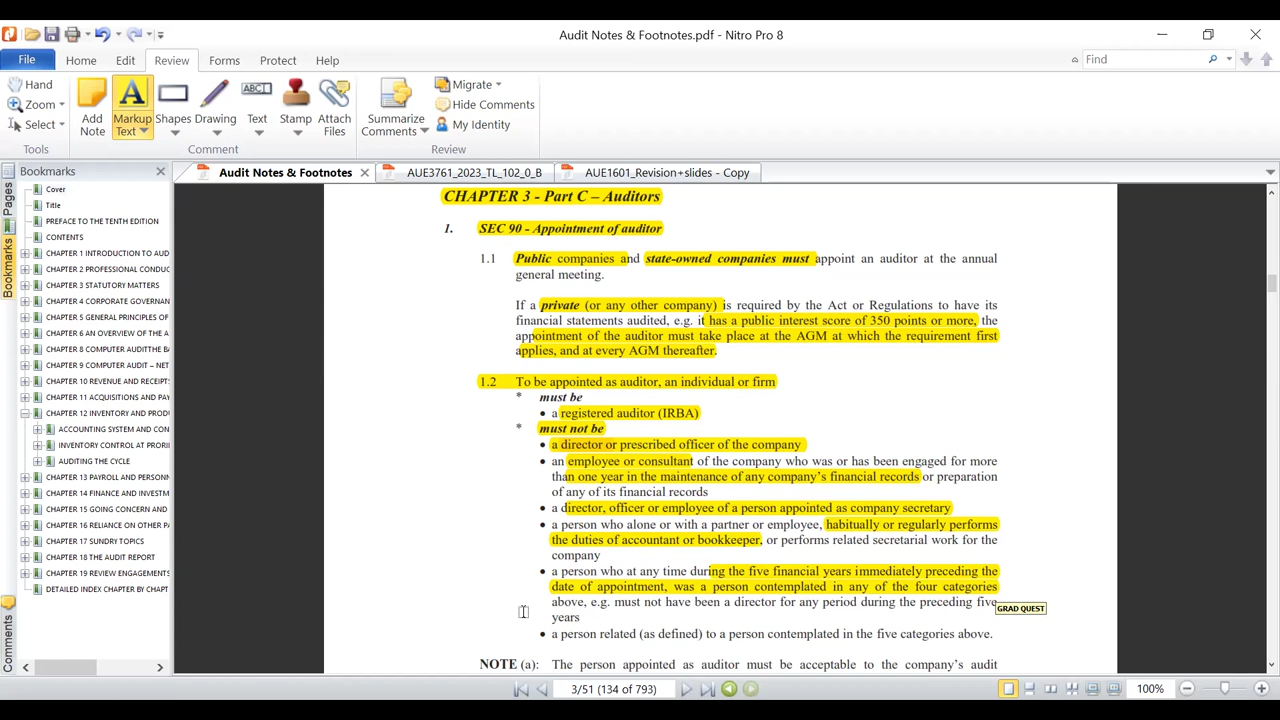 Audit Notes & Footnotes.pdf - Nitro Pro 8
File Home Edit Review Forms Protect Help Find
Hand
Zoom
Select
Tools
Add Note
Markup Text
Shapes
Drawing
ABC
Text
Stamp
Attach Files
Comment
Summarize Comments
Migrate
Hide Comments
My Identity
Review
Pages
Bookmarks
Comments
Bookmarks
Audit Notes & Footnotes AUE3761_2023_TL_102_0_B AUE1601_Revision+slides - Copy
Cover
Title
PREFACE TO THE TENTH EDITION
CONTENTS
CHAPTER 1 INTRODUCTION TO AUD
CHAPTER 2 PROFESSIONAL CONDUC
CHAPTER 3 STATUTORY MATTERS
CHAPTER 4 CORPORATE GOVERNAN
CHAPTER 5 GENERAL PRINCIPLES OF
CHAPTER 6 AN OVERVIEW OF THE A
CHAPTER 8 COMPUTER AUDITTHE BA
CHAPTER 9 COMPUTER AUDIT – NET
CHAPTER 10 REVENUE AND RECEIPTS
CHAPTER 11 ACQUISITIONS AND PAY
CHAPTER 12 INVENTORY AND PRODU
ACCOUNTING SYSTEM AND CON
INVENTORY CONTROL AT PRORI
AUDITING THE CYCLE
CHAPTER 13 PAYROLL AND PERSONN
CHAPTER 14 FINANCE AND INVESTM
CHAPTER 15 GOING CONCERN AND
CHAPTER 16 RELIANCE ON OTHER PA
CHAPTER 17 SUNDRY TOPICS
CHAPTER 18 THE AUDIT REPORT
CHAPTER 19 REVIEW ENGAGEMENTS
DETAILED INDEX CHAPTER BY CHAPT
CHAPTER 3 - Part C – Auditors
1. SEC 90 - Appointment of auditor
1.1 Public companies and state-owned companies must appoint an auditor at the annual
general meeting.
If a private (or any other company) is required by the Act or Regulations to have its
financial statements audited, e.g. it has a public interest score of 350 points or more, the
appointment of the auditor must take place at the AGM at which the requirement first
applies, and at every AGM thereafter.
1.2 To be appointed as auditor, an individual or firm
* must be
• a registered auditor (IRBA)
* must not be
• a director or prescribed officer of the company
• an employee or consultant of the company who was or has been engaged for more
than one year in the maintenance of any company's financial records or preparation
of any of its financial records
• a director, officer or employee of a person appointed as company secretary
• a person who alone or with a partner or employee, habitually or regularly performs
the duties of accountant or bookkeeper, or performs related secretarial work for the
company
• a person who at any time during the five financial years immediately preceding the
date of appointment, was a person contemplated in any of the four categories
above, e.g. must not have been a director for any period during the preceding five
years
GRAD QUEST
• a person related (as defined) to a person contemplated in the five categories above.
NOTE (a): The person appointed as auditor must be acceptable to the company's audit
3/51 (134 of 793)
100%